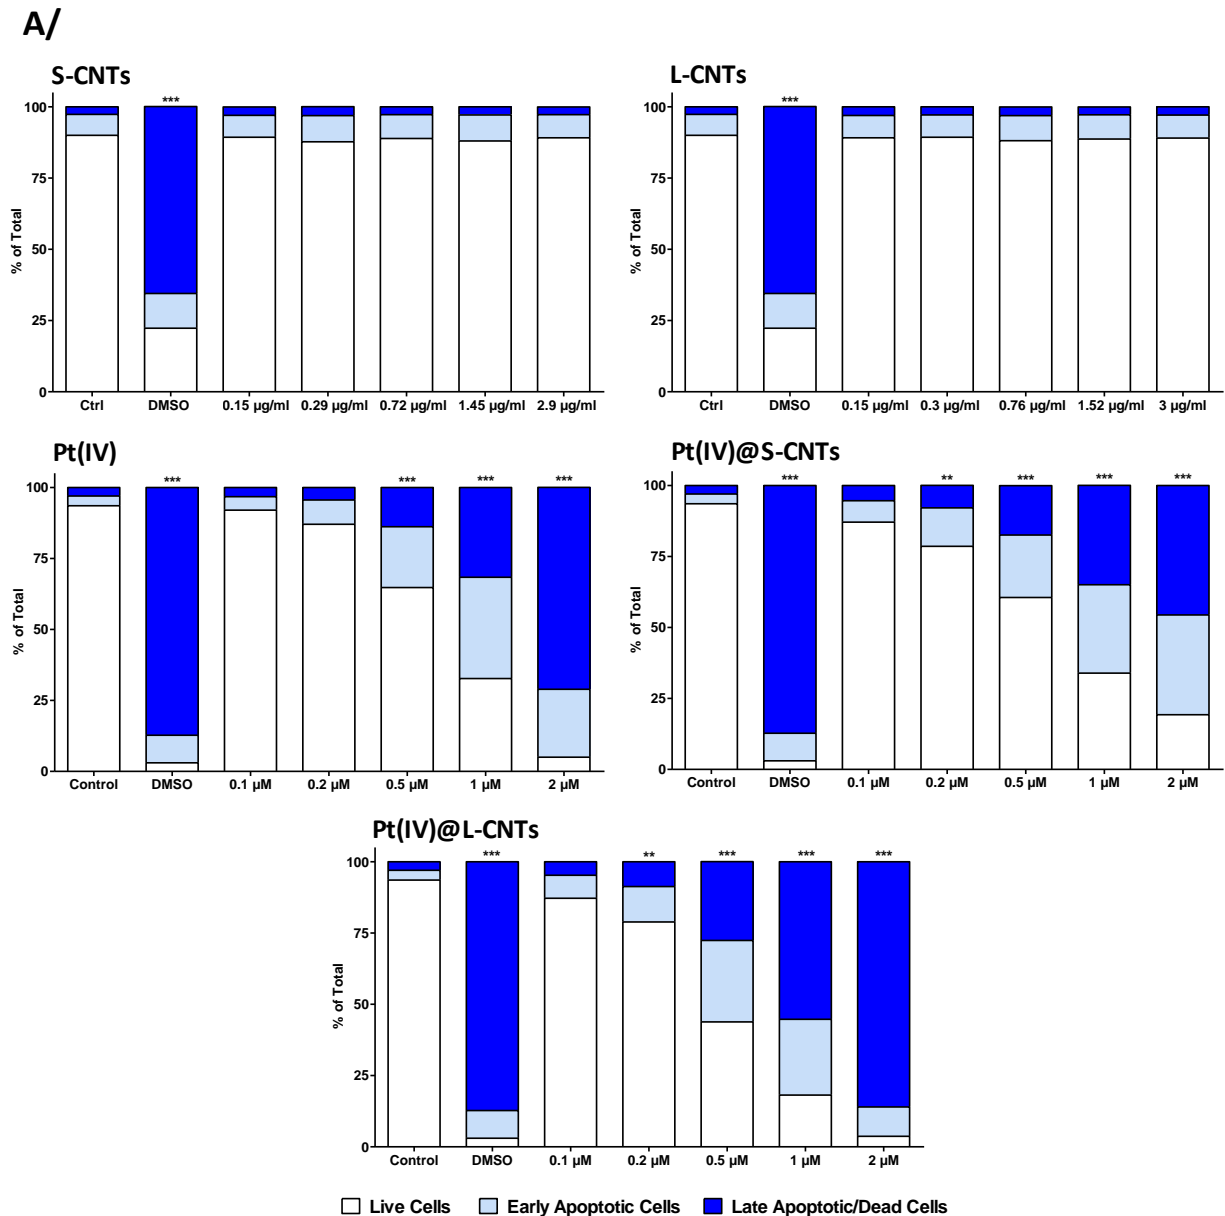 A/
S-CNTs
***
100
75
50
25
0
% of Total
Ctrl DMSO 0.15 µg/ml 0.29 µg/ml 0.72 µg/ml 1.45 µg/ml 2.9 µg/ml
L-CNTs
***
100
75
50
25
0
% of Total
Ctrl DMSO 0.15 µg/ml 0.3 µg/ml 0.76 µg/ml 1.52 µg/ml 3 µg/ml
Pt(IV)
*** *** *** ***
100
75
50
25
0
% of Total
Control DMSO 0.1 µM 0.2 µM 0.5 µM 1 µM 2 µM
Pt(IV)@S-CNTs
*** ** *** *** ***
100
75
50
25
0
% of Total
Control DMSO 0.1 µM 0.2 µM 0.5 µM 1 µM 2 µM
Pt(IV)@L-CNTs
*** ** *** *** ***
100
75
50
25
0
% of Total
Control DMSO 0.1 µM 0.2 µM 0.5 µM 1 µM 2 µM
Live Cells Early Apoptotic Cells Late Apoptotic/Dead Cells